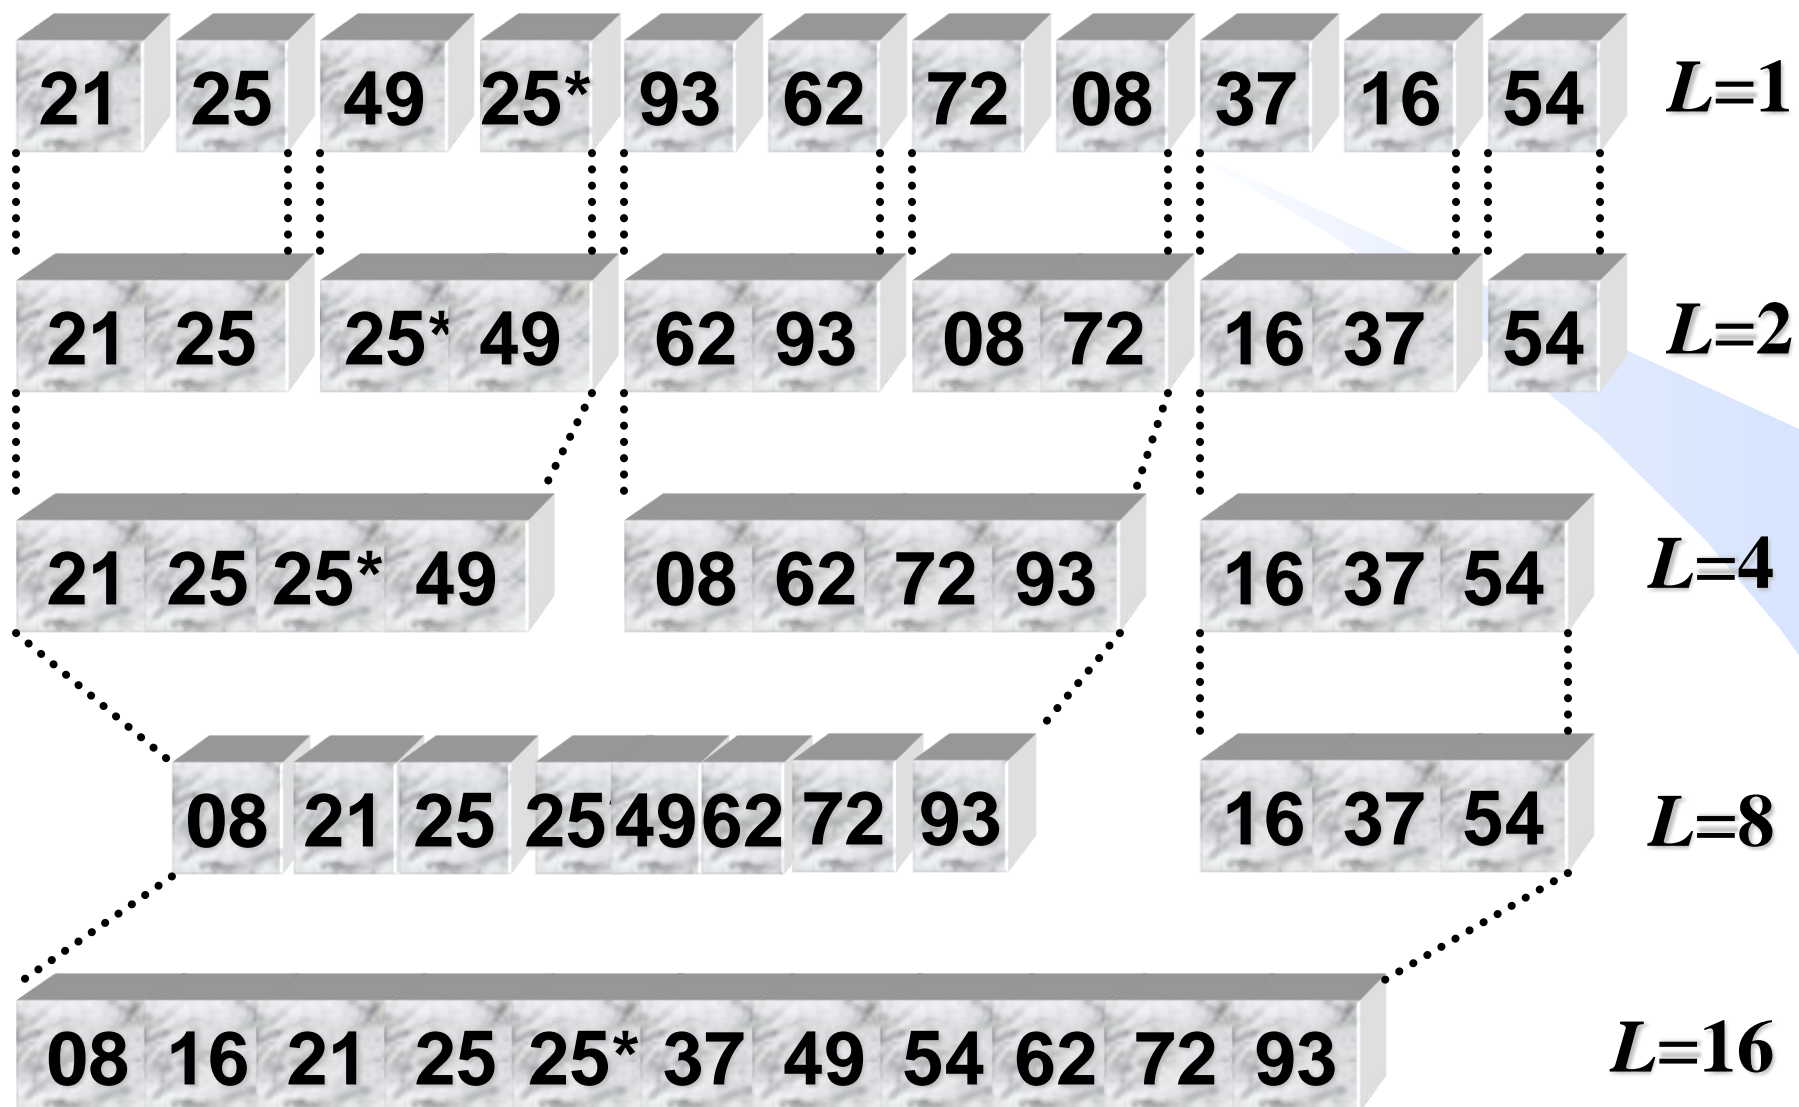 21 25 49 25* 93 62 72 08 37 16 54 L=1
21 25 25* 49 62 93 08 72 16 37 54 L=2
21 25 25* 49 08 62 72 93 16 37 54 L=4
08 21 25 25* 49 62 72 93 16 37 54 L=8
08 16 21 25 25* 37 49 54 62 72 93 L=16